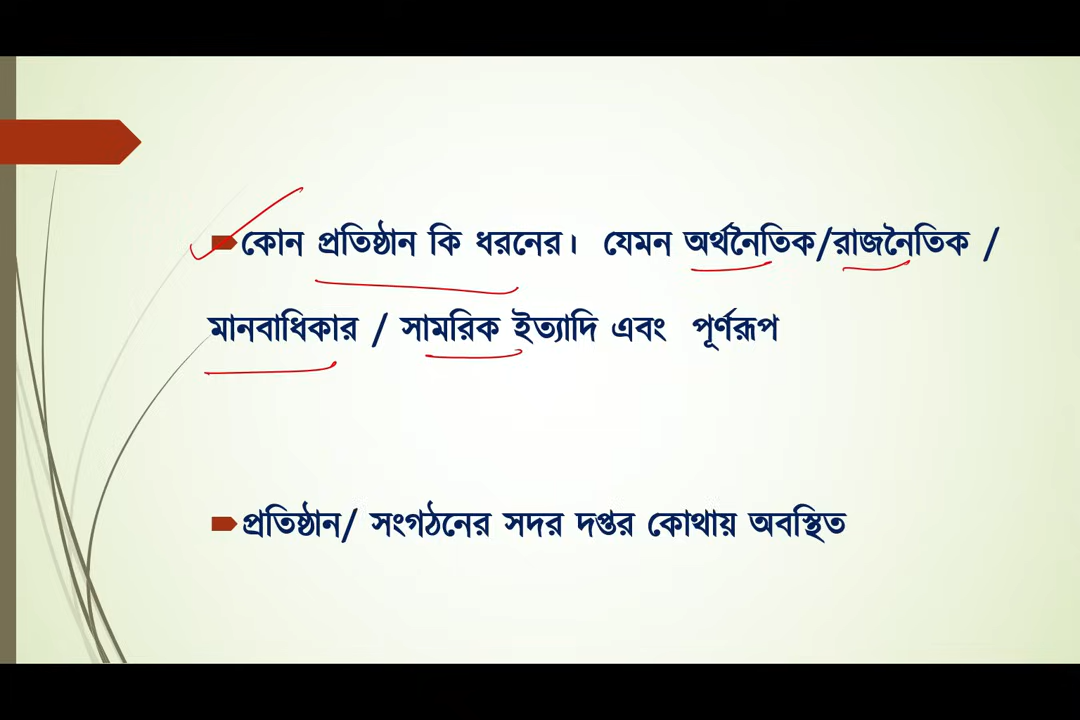 কোন প্রতিষ্ঠান কি ধরনের। যেমন অর্থনৈতিক/রাজনৈতিক /
মানবাধিকার / সামরিক ইত্যাদি এবং পূর্ণরূপ
প্রতিষ্ঠান/ সংগঠনের সদর দপ্তর কোথায় অবস্থিত